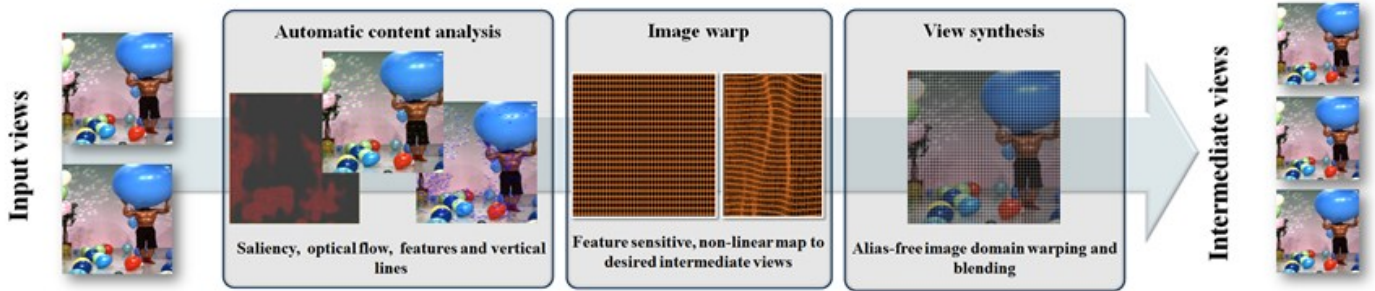 Input views
Automatic content analysis
Saliency, optical flow, features and vertical
lines
Image warp
Feature sensitive, non-linear map to
desired intermediate views
View synthesis
Alias-free image domain warping and
blending
Intermediate views